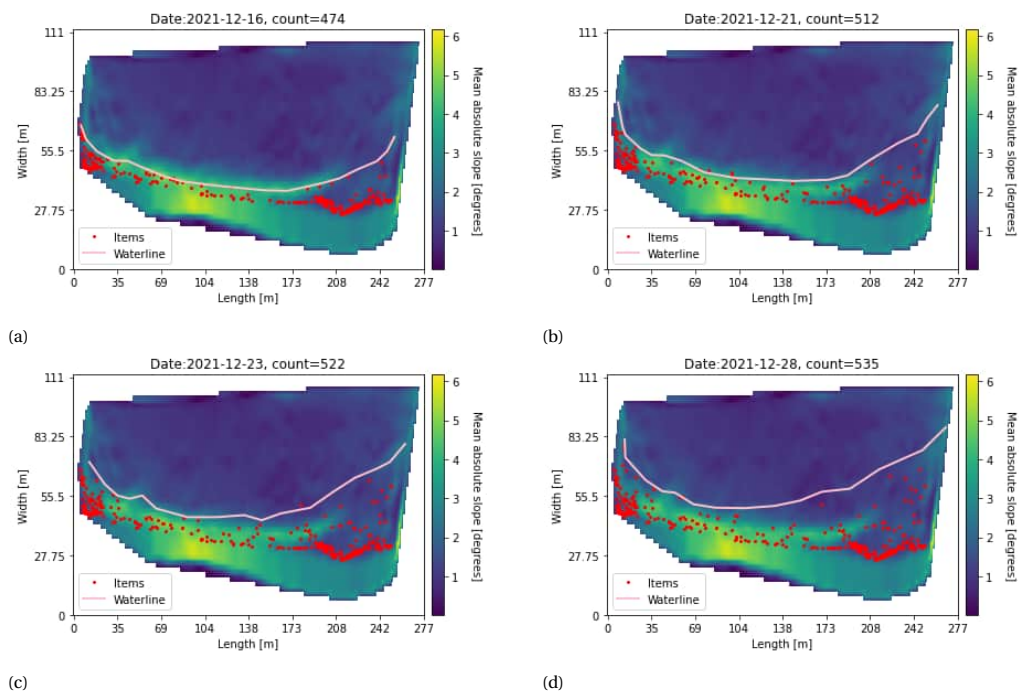 Date:2021-12-16, count=474
111
83.25
55.5
27.75
0
Width [m]
0 35 69 104 138 173 208 242 277
Length [m]
Items
Waterline
6
5
4
3
2
1
Mean absolute slope [degrees]
(a)
Date:2021-12-21, count=512
111
83.25
55.5
27.75
0
Width [m]
0 35 69 104 138 173 208 242 277
Length [m]
Items
Waterline
6
5
4
3
2
1
Mean absolute slope [degrees]
(b)
Date:2021-12-23, count=522
111
83.25
55.5
27.75
0
Width [m]
0 35 69 104 138 173 208 242 277
Length [m]
Items
Waterline
6
5
4
3
2
1
Mean absolute slope [degrees]
(c)
Date:2021-12-28, count=535
111
83.25
55.5
27.75
0
Width [m]
0 35 69 104 138 173 208 242 277
Length [m]
Items
Waterline
6
5
4
3
2
1
Mean absolute slope [degrees]
(d)